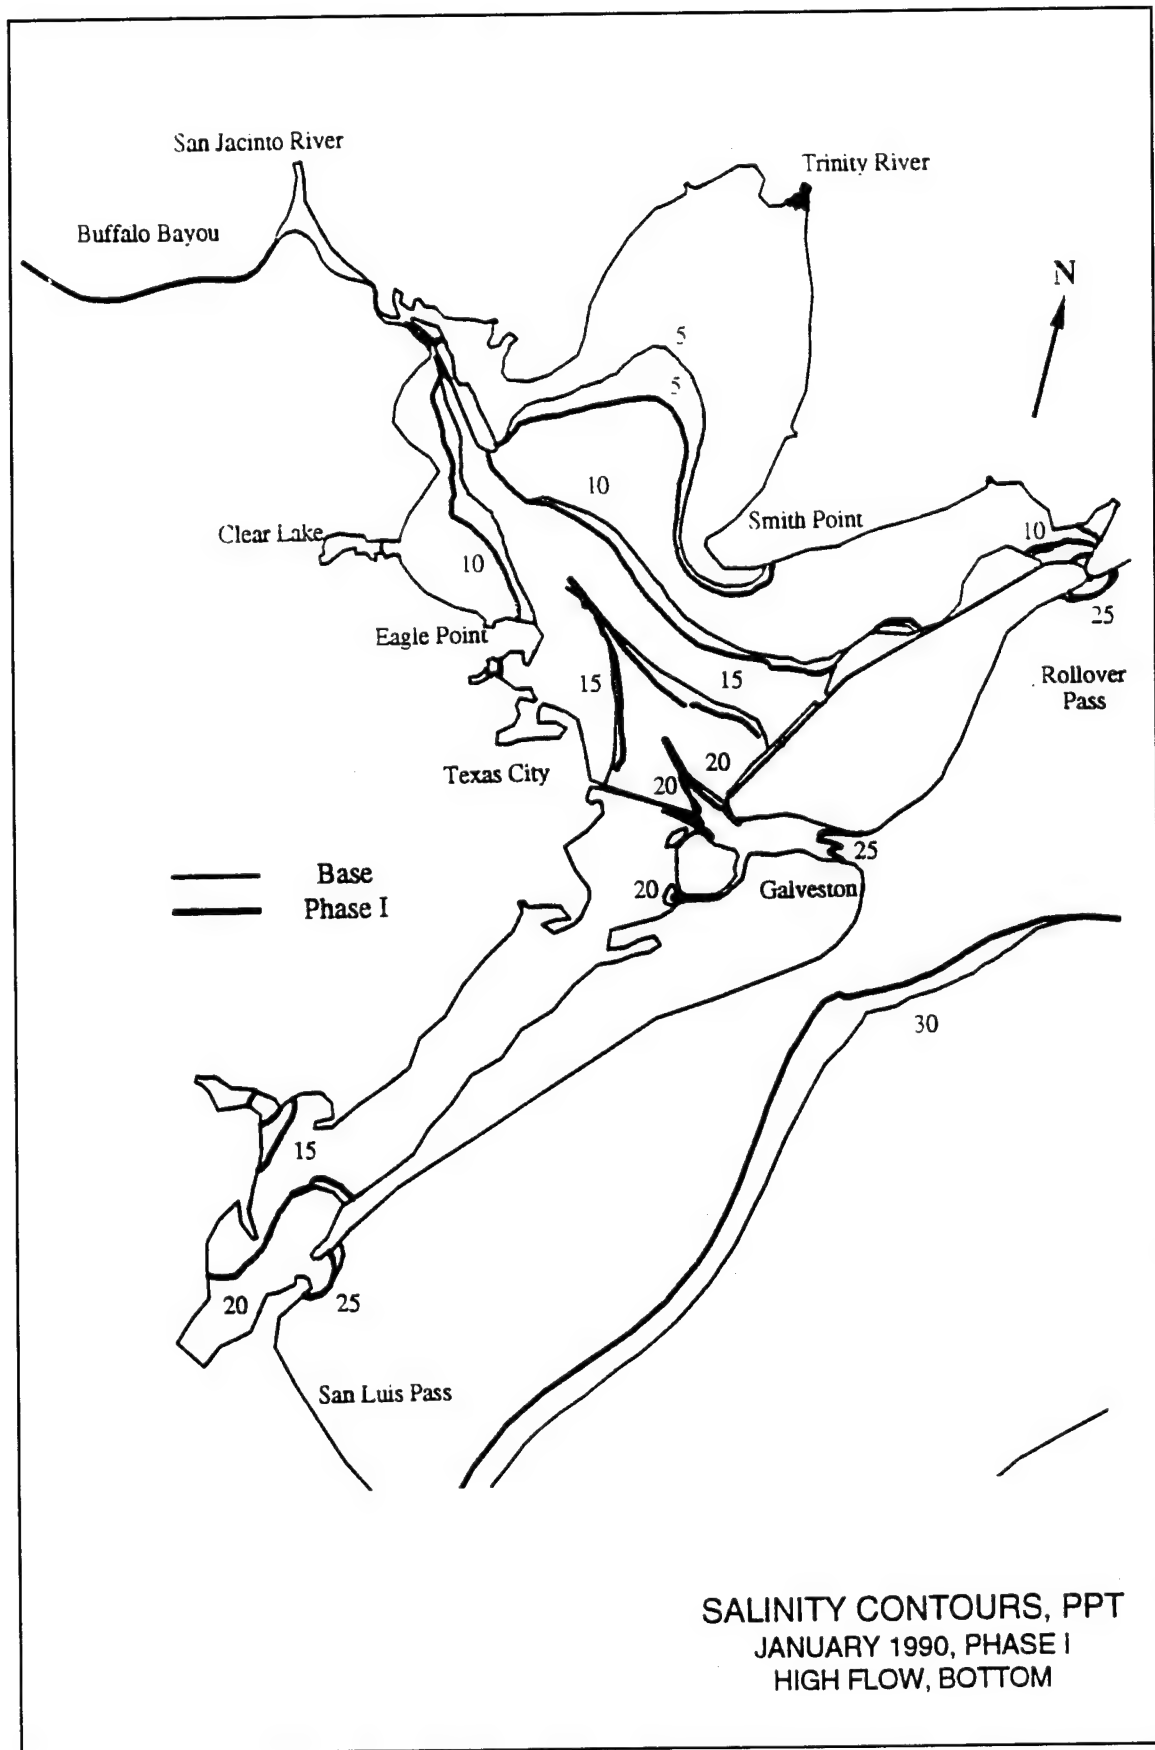 San Jacinto River
Trinity River
Buffalo Bayou
N
5
5
10
Smith Point
10
Clear Lake
10
25
Eagle Point
15
15
Rollover
Pass
Texas City
20
20
25
Base
20
Galveston
Phase I
30
15
20
25
San Luis Pass
SALINITY CONTOURS, PPT
JANUARY 1990, PHASE I
HIGH FLOW, BOTTOM